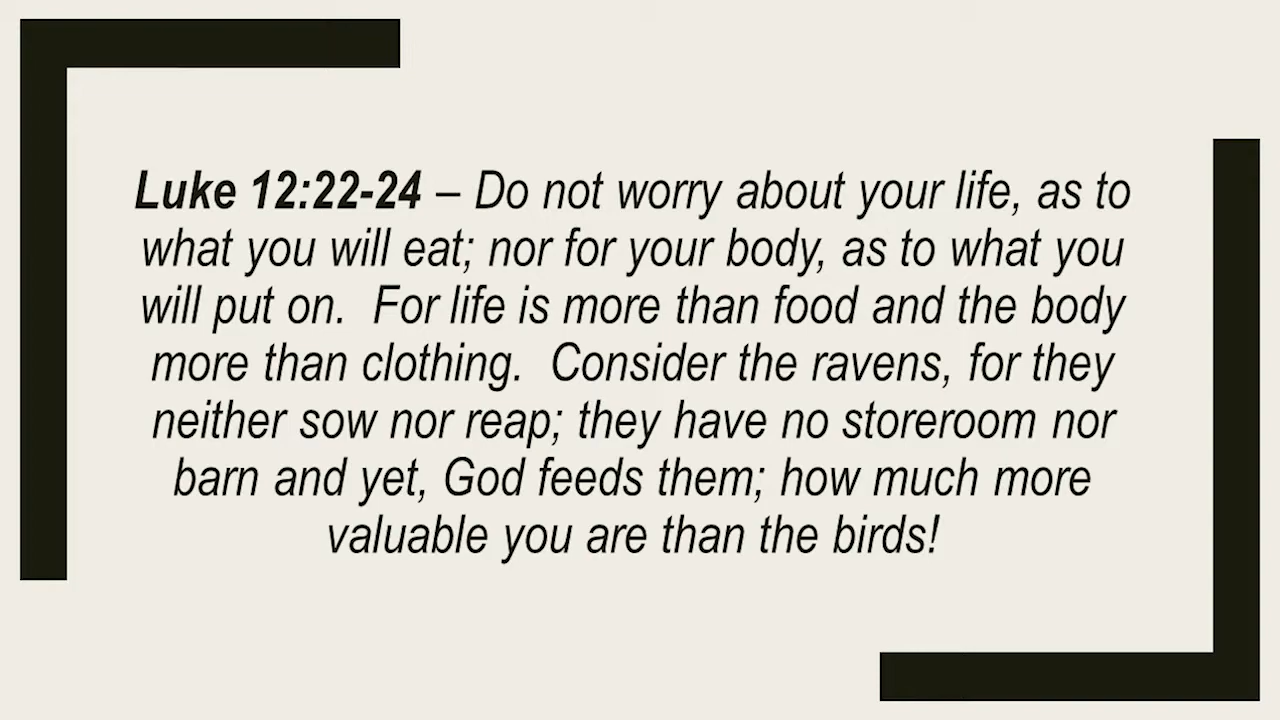 Luke 12:22-24 – Do not worry about your life, as to
what you will eat; nor for your body, as to what you
will put on.  For life is more than food and the body
more than clothing.  Consider the ravens, for they
neither sow nor reap; they have no storeroom nor
barn and yet, God feeds them; how much more
valuable you are than the birds!